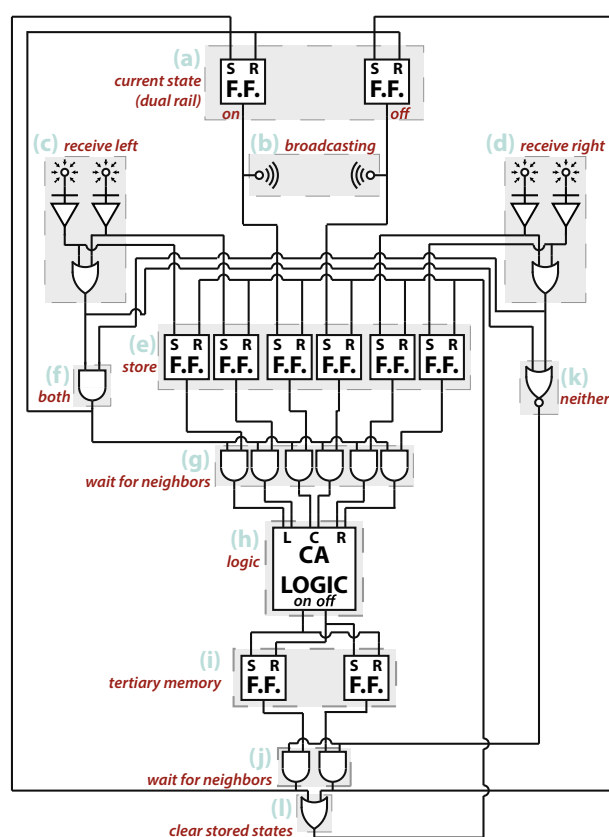 (a)
current state
(dual rail)
S R
F.F.
on
S R
F.F.
off
(b) broadcasting
(c) receive left
(d) receive right
(e)
store
S R
F.F.
S R
F.F.
S R
F.F.
S R
F.F.
S R
F.F.
S R
F.F.
(f)
both
(k)
neither
(g)
wait for neighbors
(h)
logic
L C R
CA
LOGIC
on off
(i)
tertiary memory
S R
F.F.
S R
F.F.
(j)
wait for neighbors
(l)
clear stored states